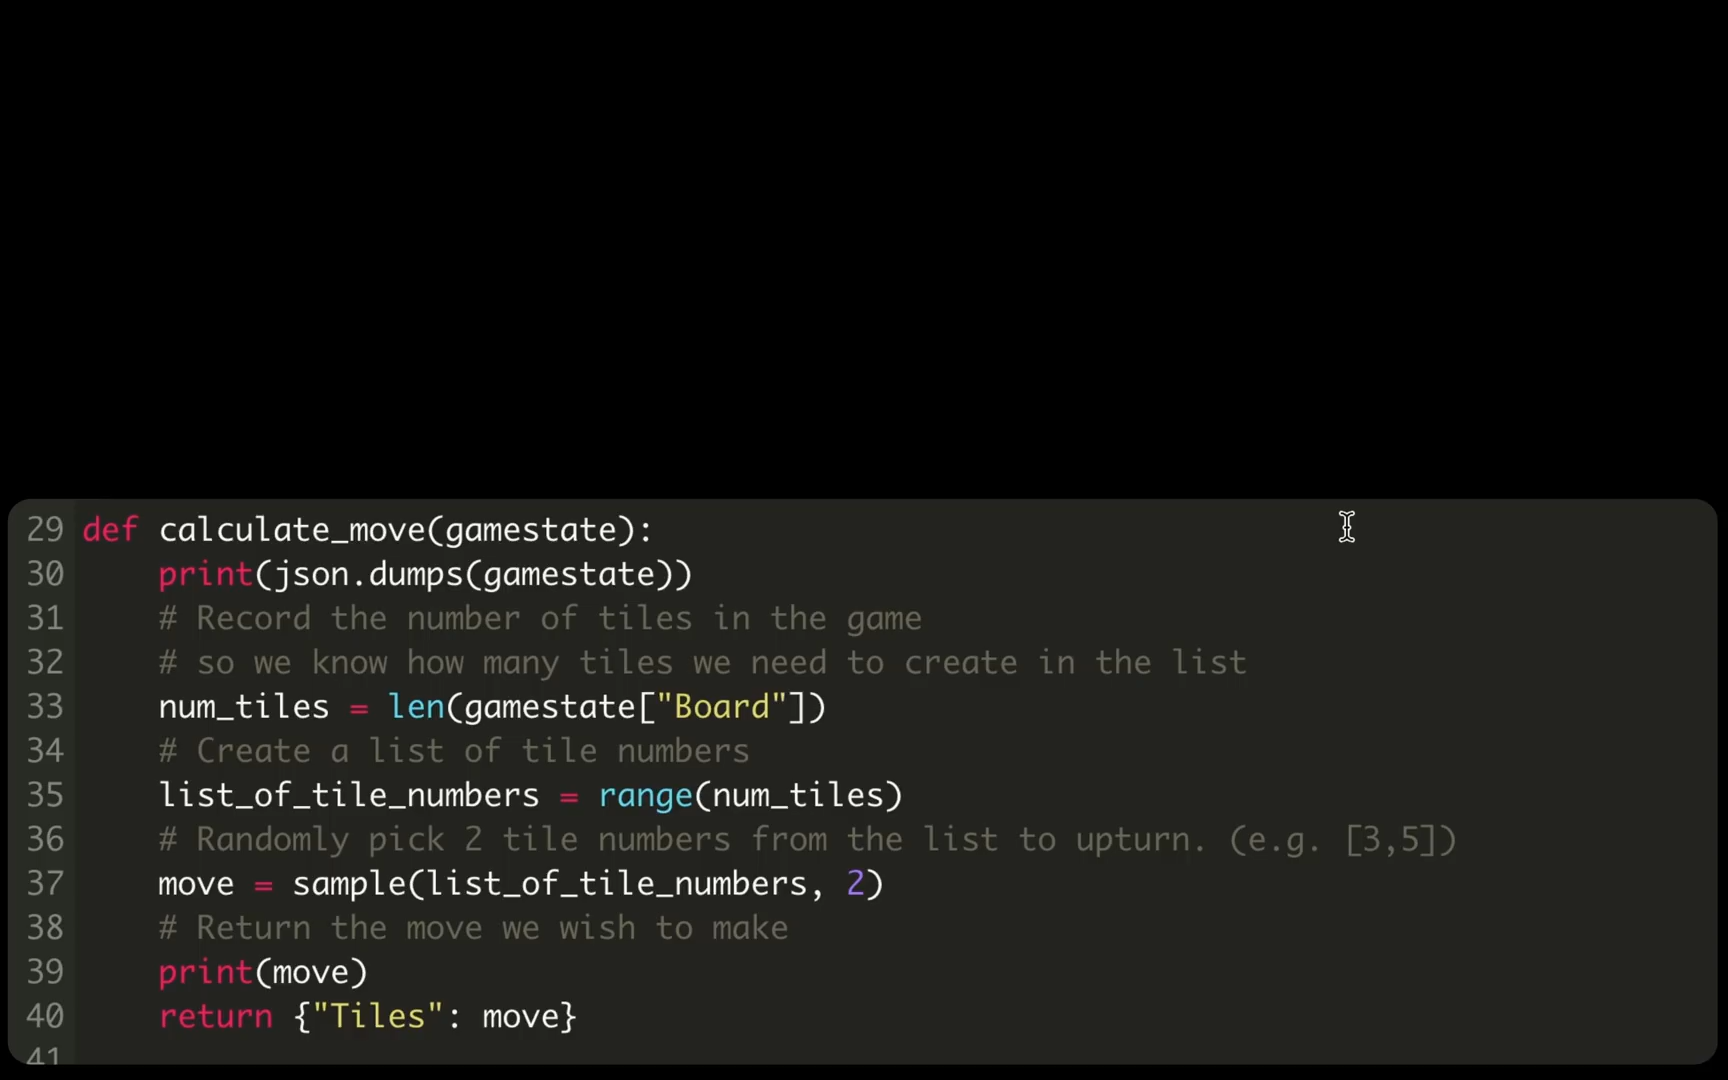 29 def calculate_move(gamestate):
30     print(json.dumps(gamestate))
31     # Record the number of tiles in the game
32     # so we know how many tiles we need to create in the list
33     num_tiles = len(gamestate["Board"])
34     # Create a list of tile numbers
35     list_of_tile_numbers = range(num_tiles)
36     # Randomly pick 2 tile numbers from the list to upturn. (e.g. [3,5])
37     move = sample(list_of_tile_numbers, 2)
38     # Return the move we wish to make
39     print(move)
40     return {"Tiles": move}
41